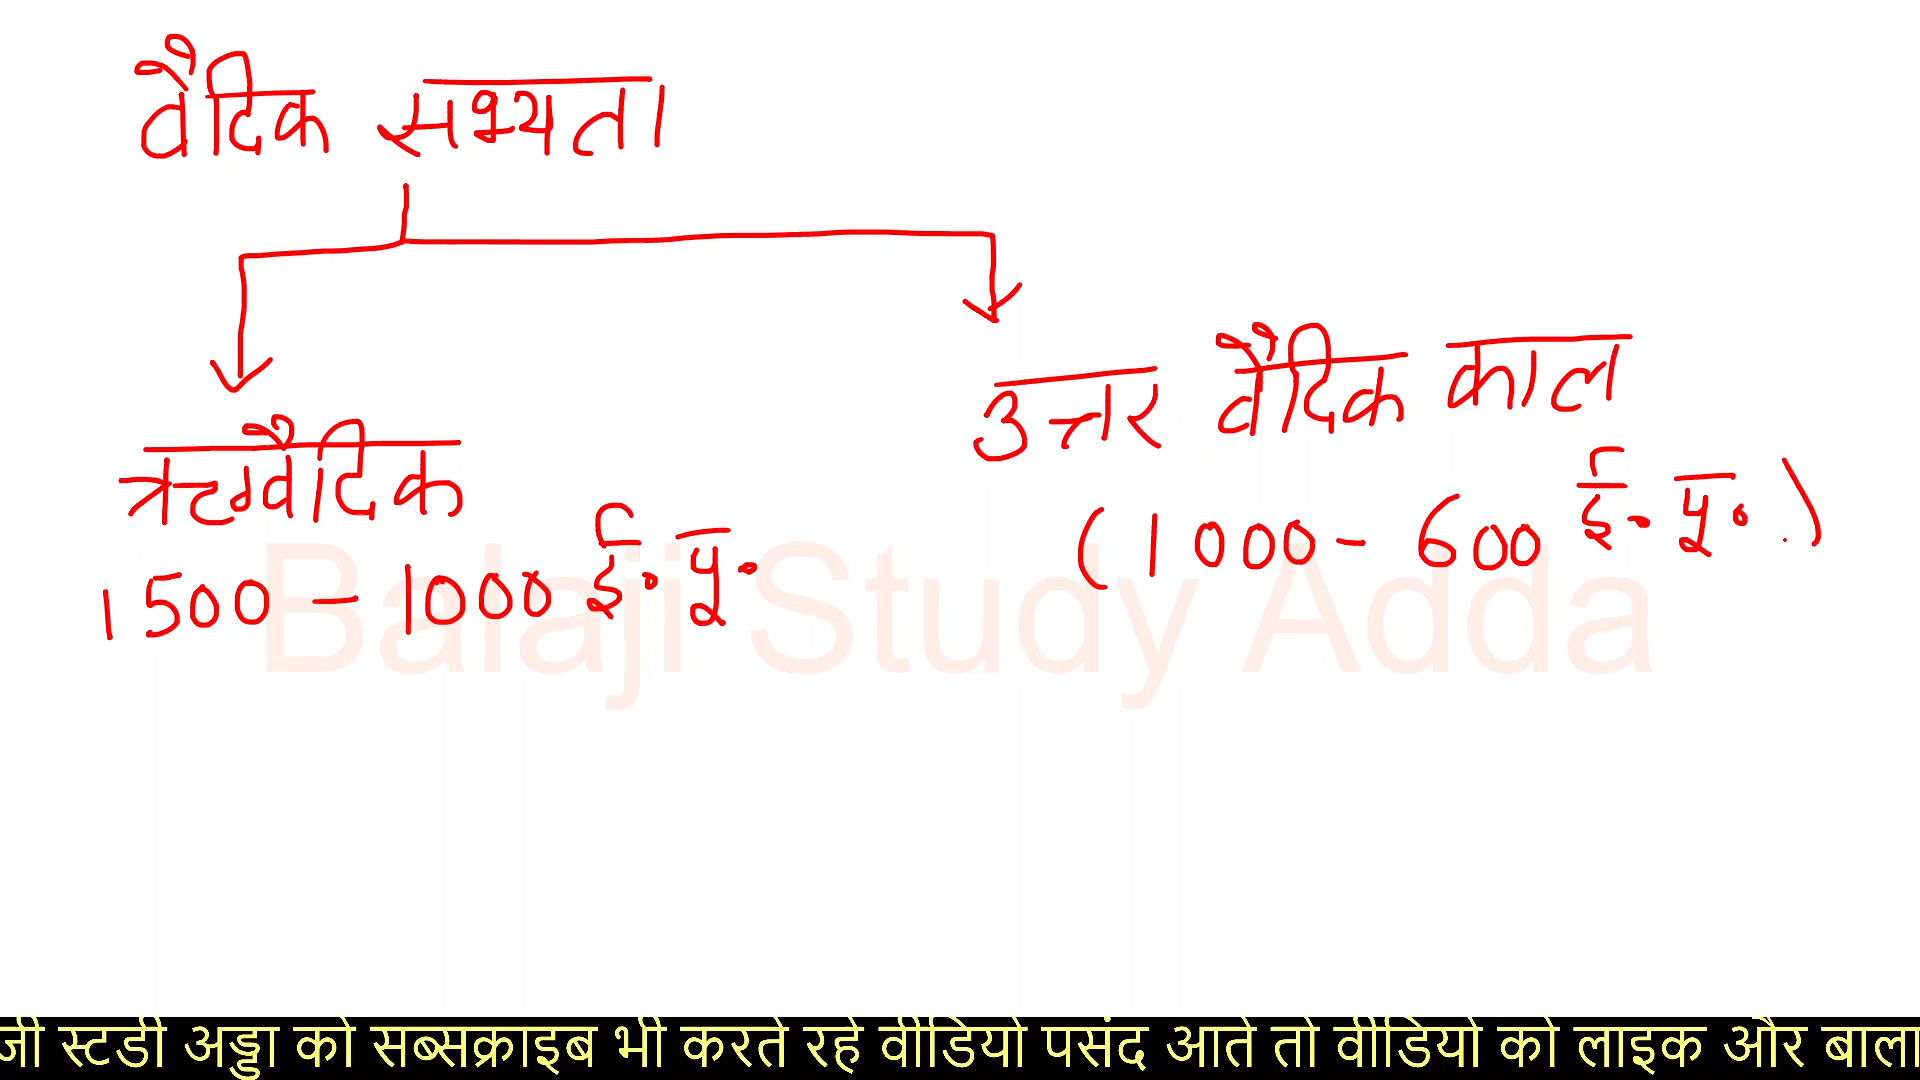 वैदिक सभ्यता
ऋग्वैदिक
1500 - 1000 ई. पू.
उत्तर वैदिक काल
(1000 - 600 ई. पू.)
Balaji Study Adda
जी स्टडी अड्डा को सब्सक्राइब भी करते रहे वीडियो पसंद आते तो वीडियो को लाइक और बाला